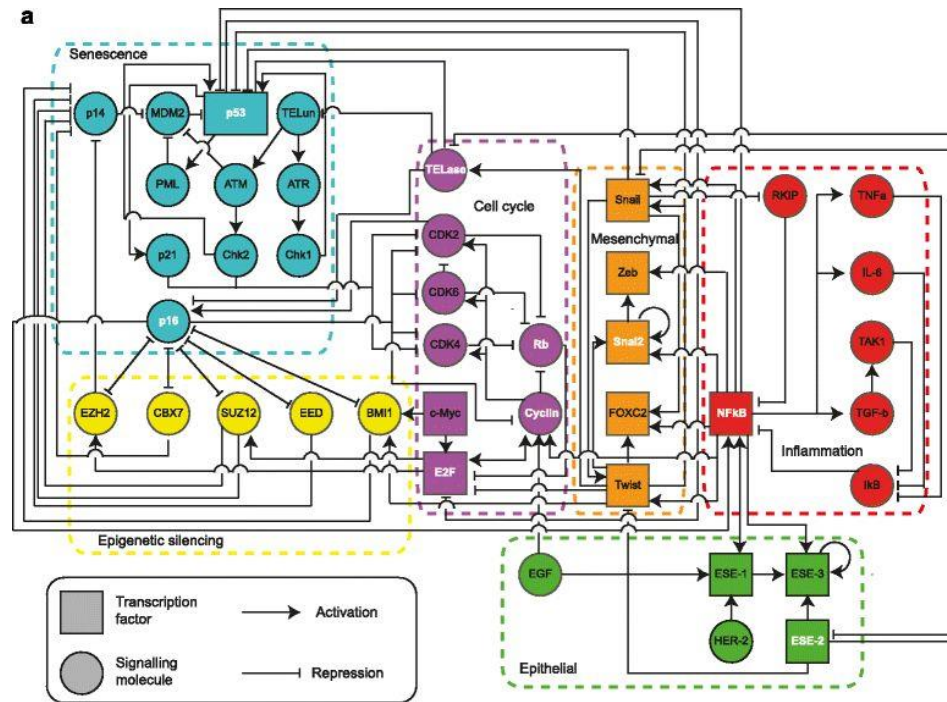 a
Senescence
p14
MDM2
p53
TELun
PML
ATM
ATR
p21
Chk2
Chk1
p16
TELase
Cell cycle
CDK2
CDK6
CDK4
Rb
Cyclin
c-Myc
E2F
Snail
Mesenchymal
Zeb
Snal2
FOXC2
Twist
RKIP
TNFa
IL-6
TAK1
NFkB
TGF-b
Inflammation
IkB
EZH2
CBX7
SUZ12
EED
BMI1
Epigenetic silencing
EGF
ESE-1
ESE-3
HER-2
ESE-2
Epithelial
Transcription
factor
Activation
Signalling
molecule
Repression